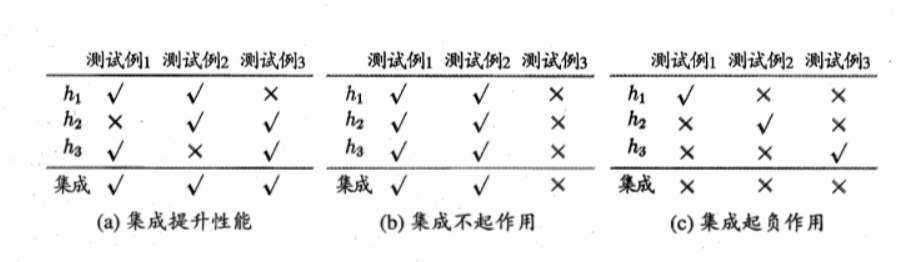 测试例1 测试例2 测试例3 测试例1 测试例2 测试例3 测试例1 测试例2 测试例3
h1 √ √ × h1 √ √ × h1 √ × ×
h2 × √ √ h2 √ √ × h2 × √ ×
h3 √ × √ h3 √ √ × h3 × × √
集成 √ √ √ 集成 √ √ × 集成 × × ×
(a) 集成提升性能 (b) 集成不起作用 (c) 集成起负作用